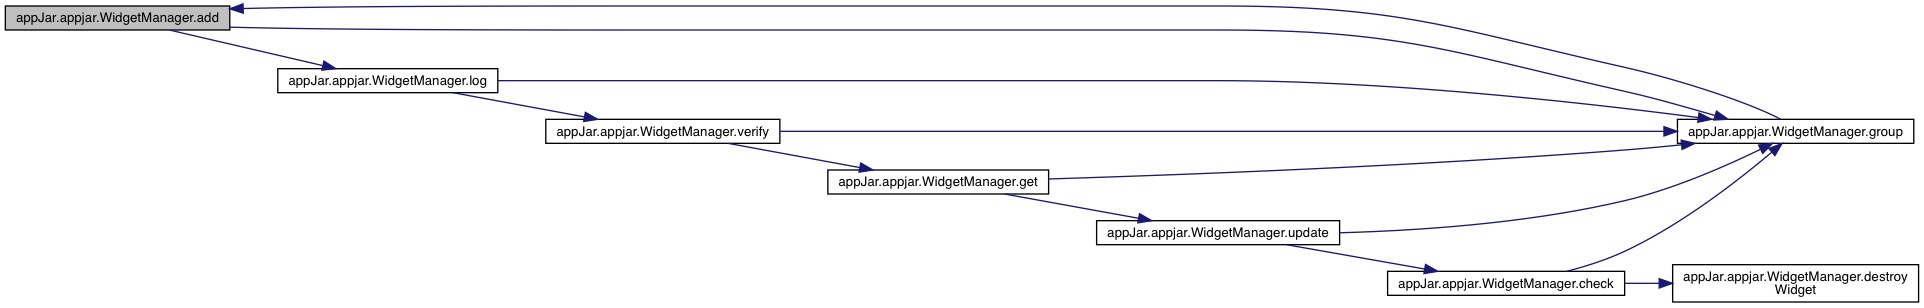 appJar.appjar.WidgetManager.add
appJar.appjar.WidgetManager.log
appJar.appjar.WidgetManager.verify
appJar.appjar.WidgetManager.group
appJar.appjar.WidgetManager.get
appJar.appjar.WidgetManager.update
appJar.appjar.WidgetManager.check
appJar.appjar.WidgetManager.destroy
Widget